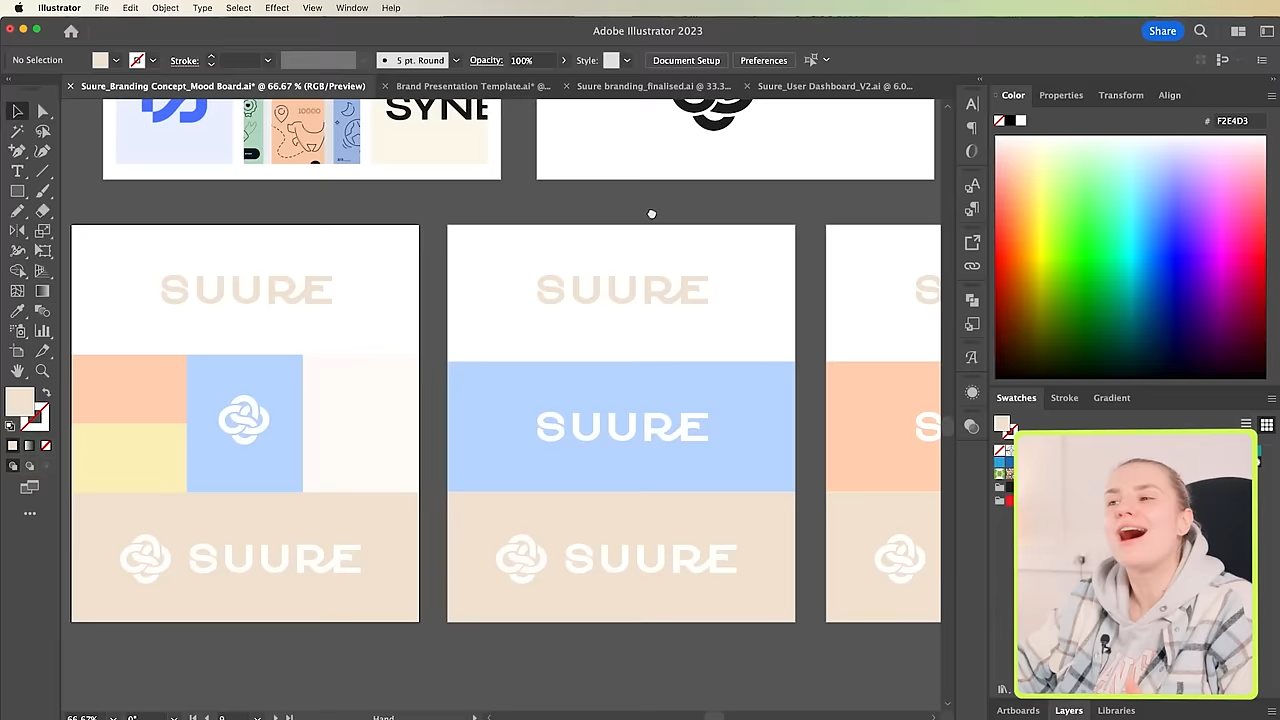 Illustrator File Edit Object Type Select Effect View Window Help
Adobe Illustrator 2023
Share
No Selection
Stroke:
5 pt. Round
Opacity: 100%
Style:
Document Setup
Preferences
Suure_Branding Concept_Mood Board.ai* @ 66.67 % (RGB/Preview)
Brand Presentation Template.ai* @...
Suure branding_finalised.ai @ 33.3...
Suure_User Dashboard_V2.ai @ 6.0...
Color Properties Transform Align
# F2E4D3
10000
SYNE
SUURE
SUURE
SUURE
SUURE
SUURE
Swatches Stroke Gradient
Artboards Layers Libraries
66.67% 0° 9 Hand